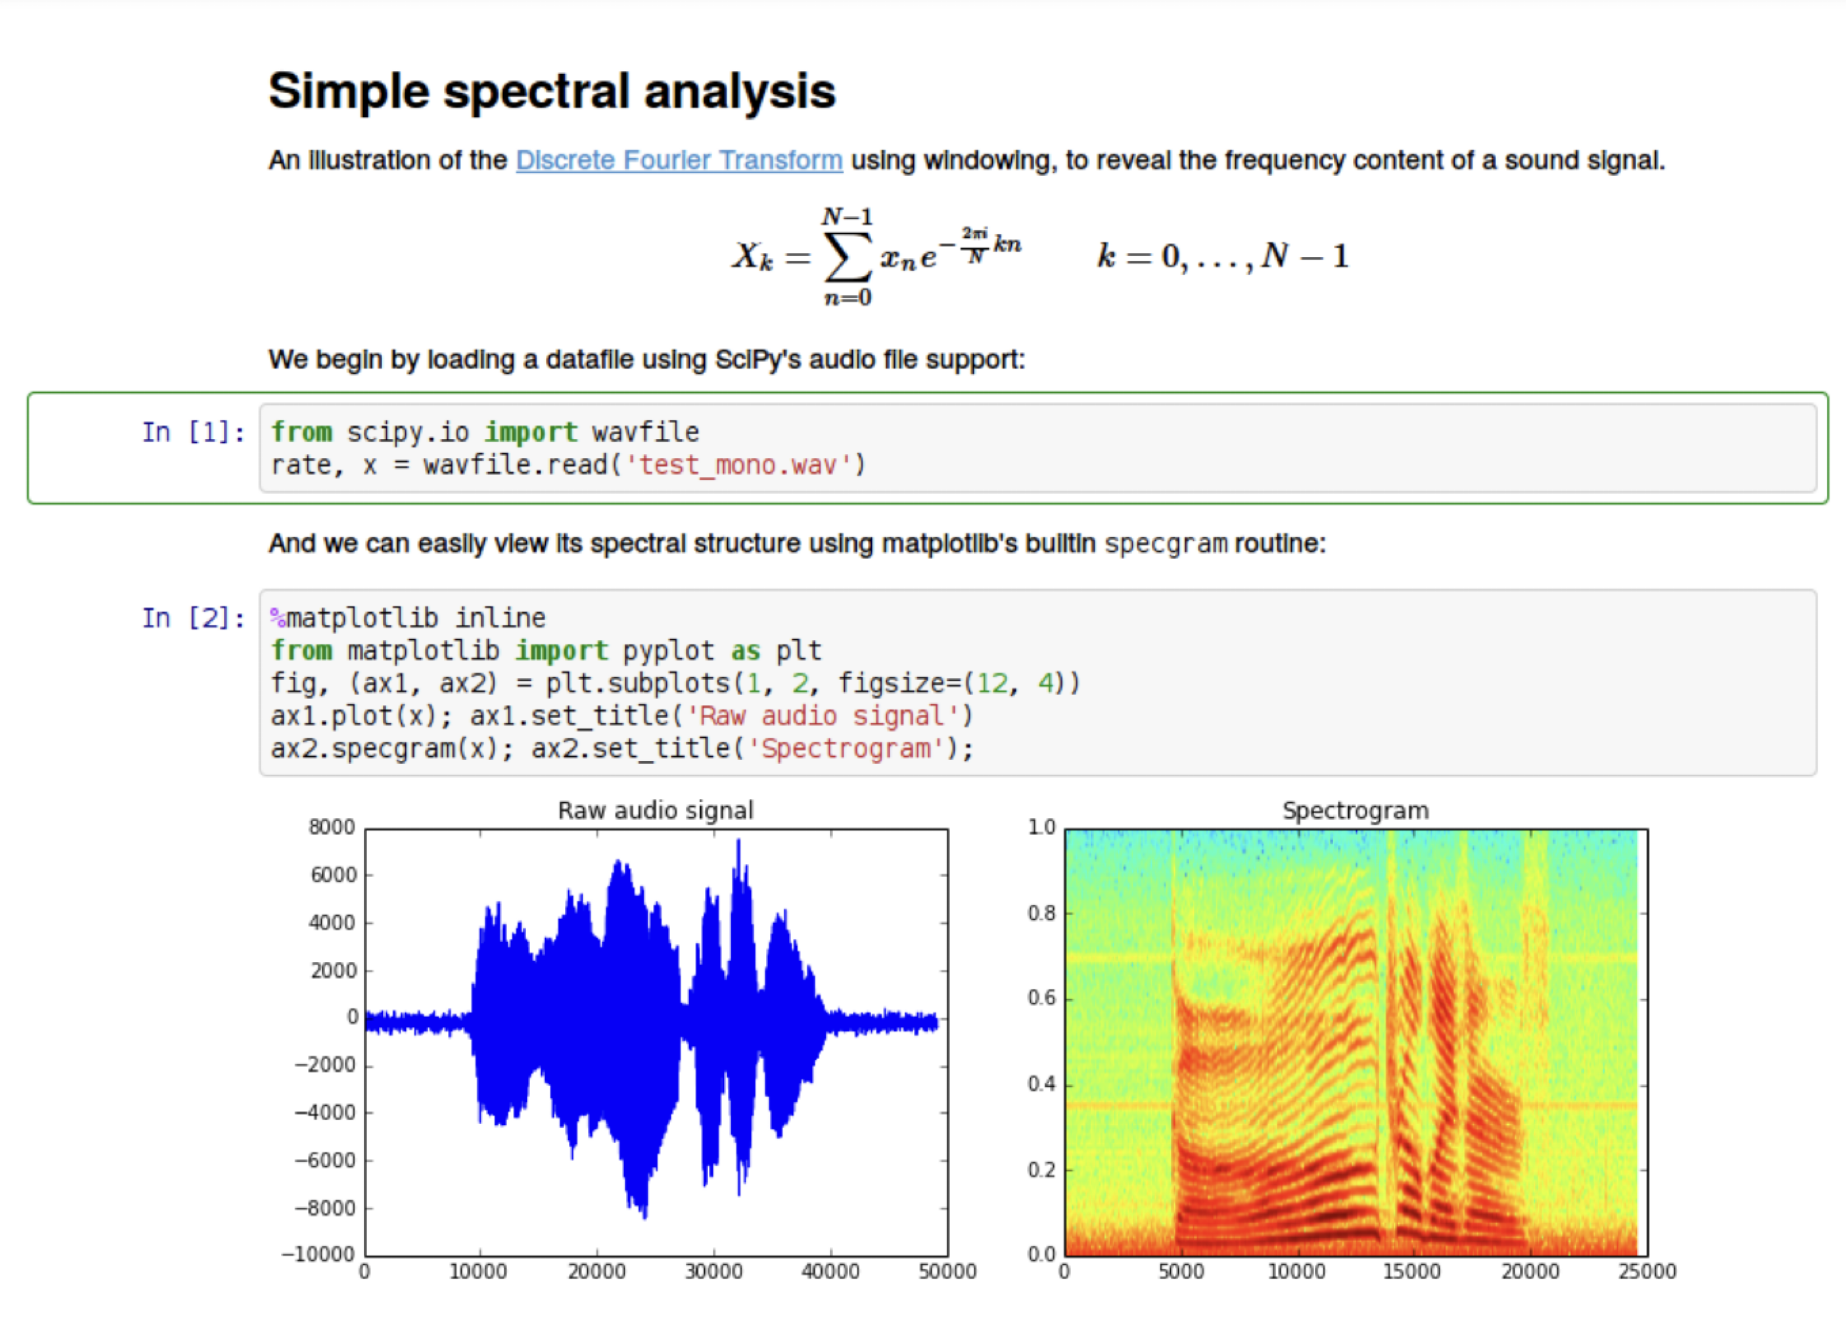 Simple spectral analysis
An illustration of the Discrete Fourier Transform using windowing, to reveal the frequency content of a sound signal.
X_k = \sum_{n=0}^{N-1} x_n e^{-\frac{2\pi i}{N} kn}    k = 0, ..., N − 1
We begin by loading a datafile using SciPy's audio file support:
In [1]: from scipy.io import wavfile
rate, x = wavfile.read('test_mono.wav')
And we can easily view its spectral structure using matplotlib's builtin specgram routine:
In [2]: %matplotlib inline
from matplotlib import pyplot as plt
fig, (ax1, ax2) = plt.subplots(1, 2, figsize=(12, 4))
ax1.plot(x); ax1.set_title('Raw audio signal')
ax2.specgram(x); ax2.set_title('Spectrogram');
Raw audio signal
8000
6000
4000
2000
0
−2000
−4000
−6000
−8000
−10000
0 10000 20000 30000 40000 50000
Spectrogram
1.0
0.8
0.6
0.4
0.2
0.0
0 5000 10000 15000 20000 25000